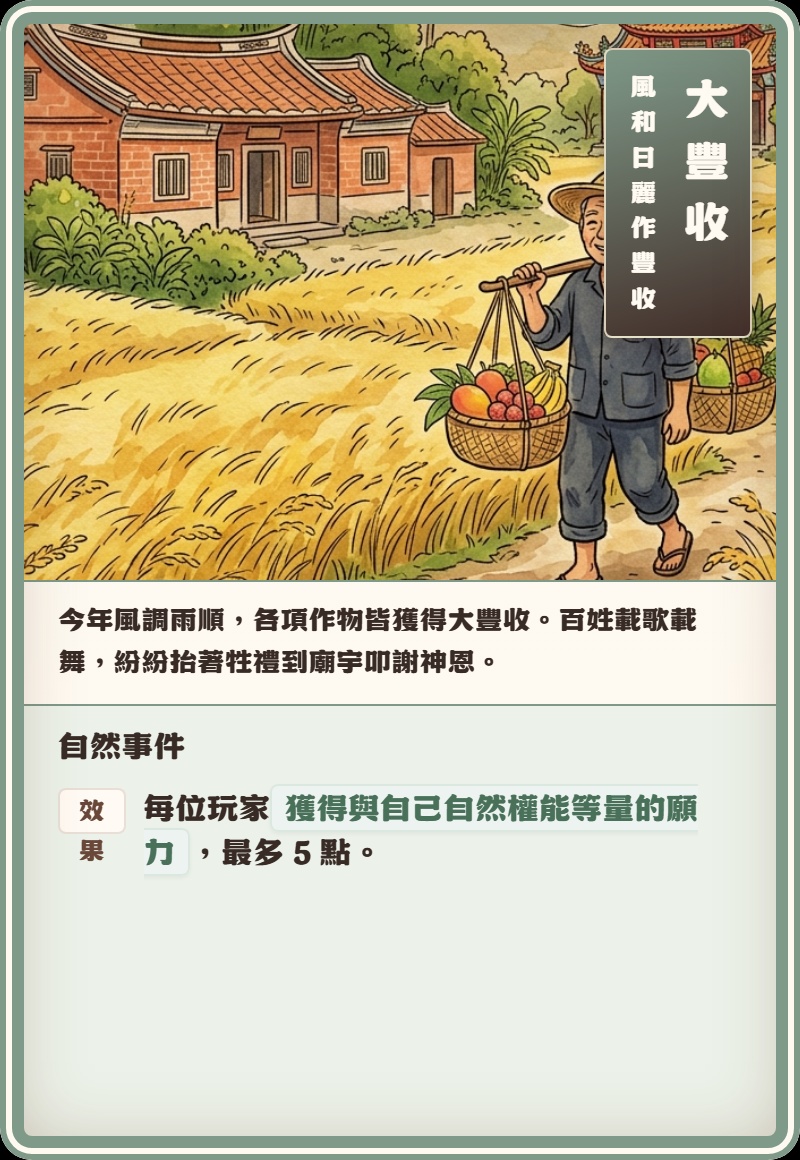 大豐收
風和日麗作豐收
今年風調雨順，各項作物皆獲得大豐收。百姓載歌載
舞，紛紛抬著牲禮到廟宇叩謝神恩。
自然事件
效
果
每位玩家獲得與自己自然權能等量的願
力，最多 5 點。